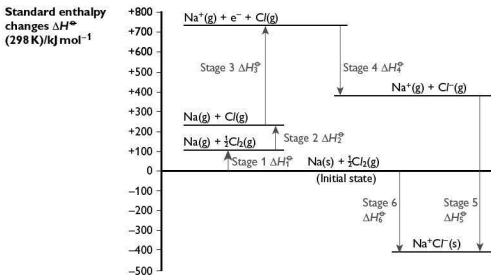 Standard enthalpy
changes ΔH⦵
(298 K)/kJ mol⁻¹
+800
+700
+600
+500
+400
+300
+200
+100
0
−100
−200
−300
−400
−500
Na⁺(g) + e⁻ + Cl(g)
Stage 3 ΔH₃⦵
Stage 4 ΔH₄⦵
Na⁺(g) + Cl⁻(g)
Na(g) + Cl(g)
Stage 2 ΔH₂⦵
Na(g) + ½Cl₂(g)
Stage 1 ΔH₁⦵
Na(s) + ½Cl₂(g)
(Initial state)
Stage 6
ΔH₆⦵
Stage 5
ΔH₅⦵
Na⁺Cl⁻(s)